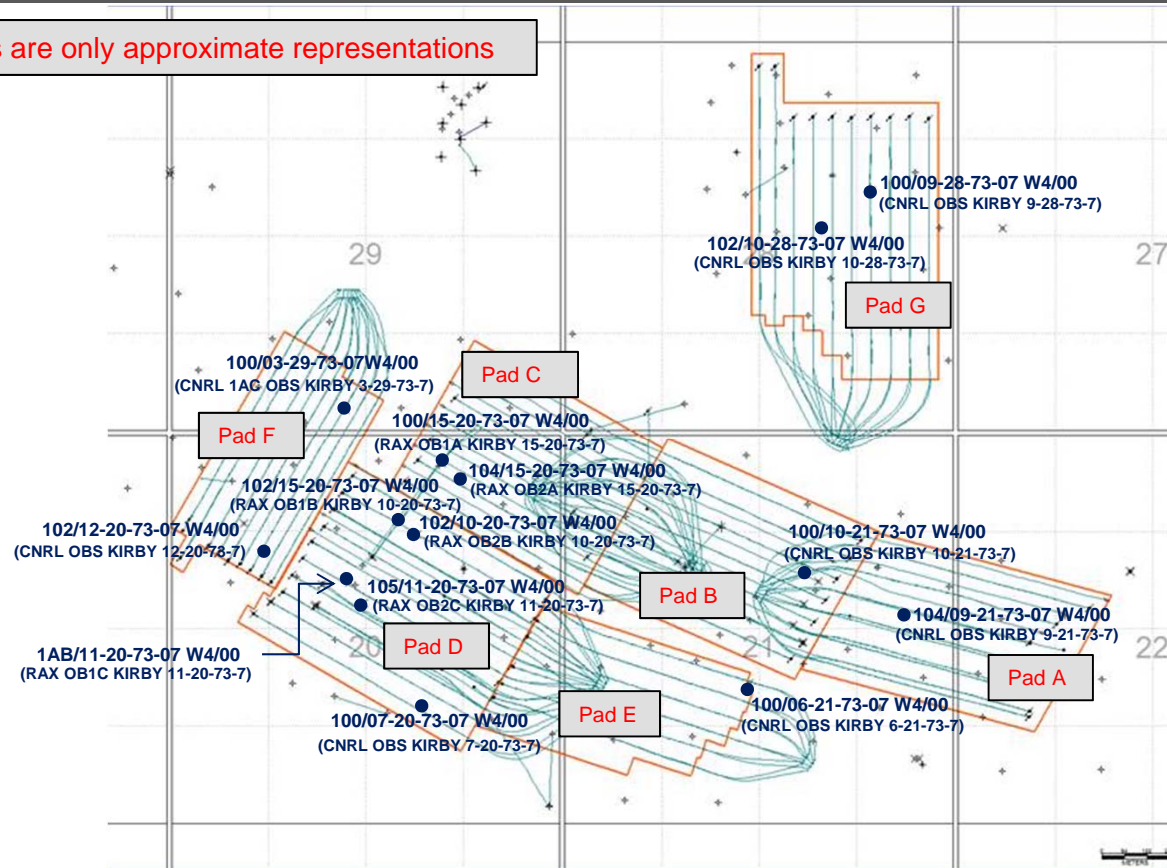 s are only approximate representations
100/09-28-73-07 W4/00
(CNRL OBS KIRBY 9-28-73-7)
102/10-28-73-07 W4/00
(CNRL OBS KIRBY 10-28-73-7)
29
28
27
Pad G
100/03-29-73-07W4/00
(CNRL 1AC OBS KIRBY 3-29-73-7)
Pad C
Pad F
100/15-20-73-07 W4/00
(RAX OB1A KIRBY 15-20-73-7)
104/15-20-73-07 W4/00
(RAX OB2A KIRBY 15-20-73-7)
102/15-20-73-07 W4/00
(RAX OB1B KIRBY 10-20-73-7)
102/10-20-73-07 W4/00
(RAX OB2B KIRBY 10-20-73-7)
102/12-20-73-07 W4/00
(CNRL OBS KIRBY 12-20-78-7)
100/10-21-73-07 W4/00
(CNRL OBS KIRBY 10-21-73-7)
105/11-20-73-07 W4/00
(RAX OB2C KIRBY 11-20-73-7)
Pad B
104/09-21-73-07 W4/00
(CNRL OBS KIRBY 9-21-73-7)
20
21
22
1AB/11-20-73-07 W4/00
(RAX OB1C KIRBY 11-20-73-7)
Pad D
Pad A
100/07-20-73-07 W4/00
(CNRL OBS KIRBY 7-20-73-7)
Pad E
100/06-21-73-07 W4/00
(CNRL OBS KIRBY 6-21-73-7)
METERS